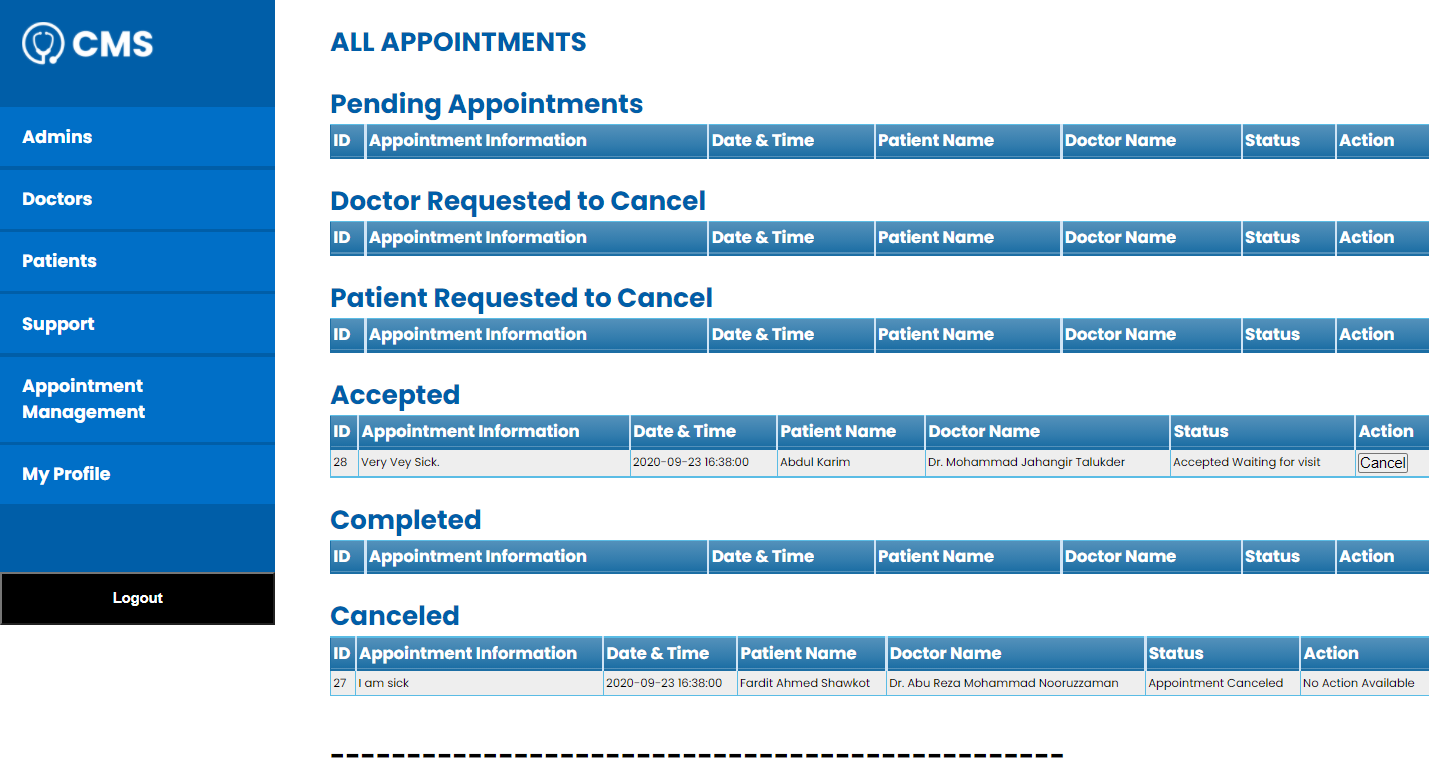 CMS
Admins
Doctors
Patients
Support
Appointment
Management
My Profile
Logout
ALL APPOINTMENTS
Pending Appointments
ID Appointment Information Date & Time Patient Name Doctor Name Status Action
Doctor Requested to Cancel
ID Appointment Information Date & Time Patient Name Doctor Name Status Action
Patient Requested to Cancel
ID Appointment Information Date & Time Patient Name Doctor Name Status Action
Accepted
ID Appointment Information Date & Time Patient Name Doctor Name Status Action
28 Very Vey Sick. 2020-09-23 16:38:00 Abdul Karim Dr. Mohammad Jahangir Talukder Accepted Waiting for visit Cancel
Completed
ID Appointment Information Date & Time Patient Name Doctor Name Status Action
Canceled
ID Appointment Information Date & Time Patient Name Doctor Name Status Action
27 I am sick 2020-09-23 16:38:00 Fardit Ahmed Shawkot Dr. Abu Reza Mohammad Nooruzzaman Appointment Canceled No Action Available
------------------------------------------------